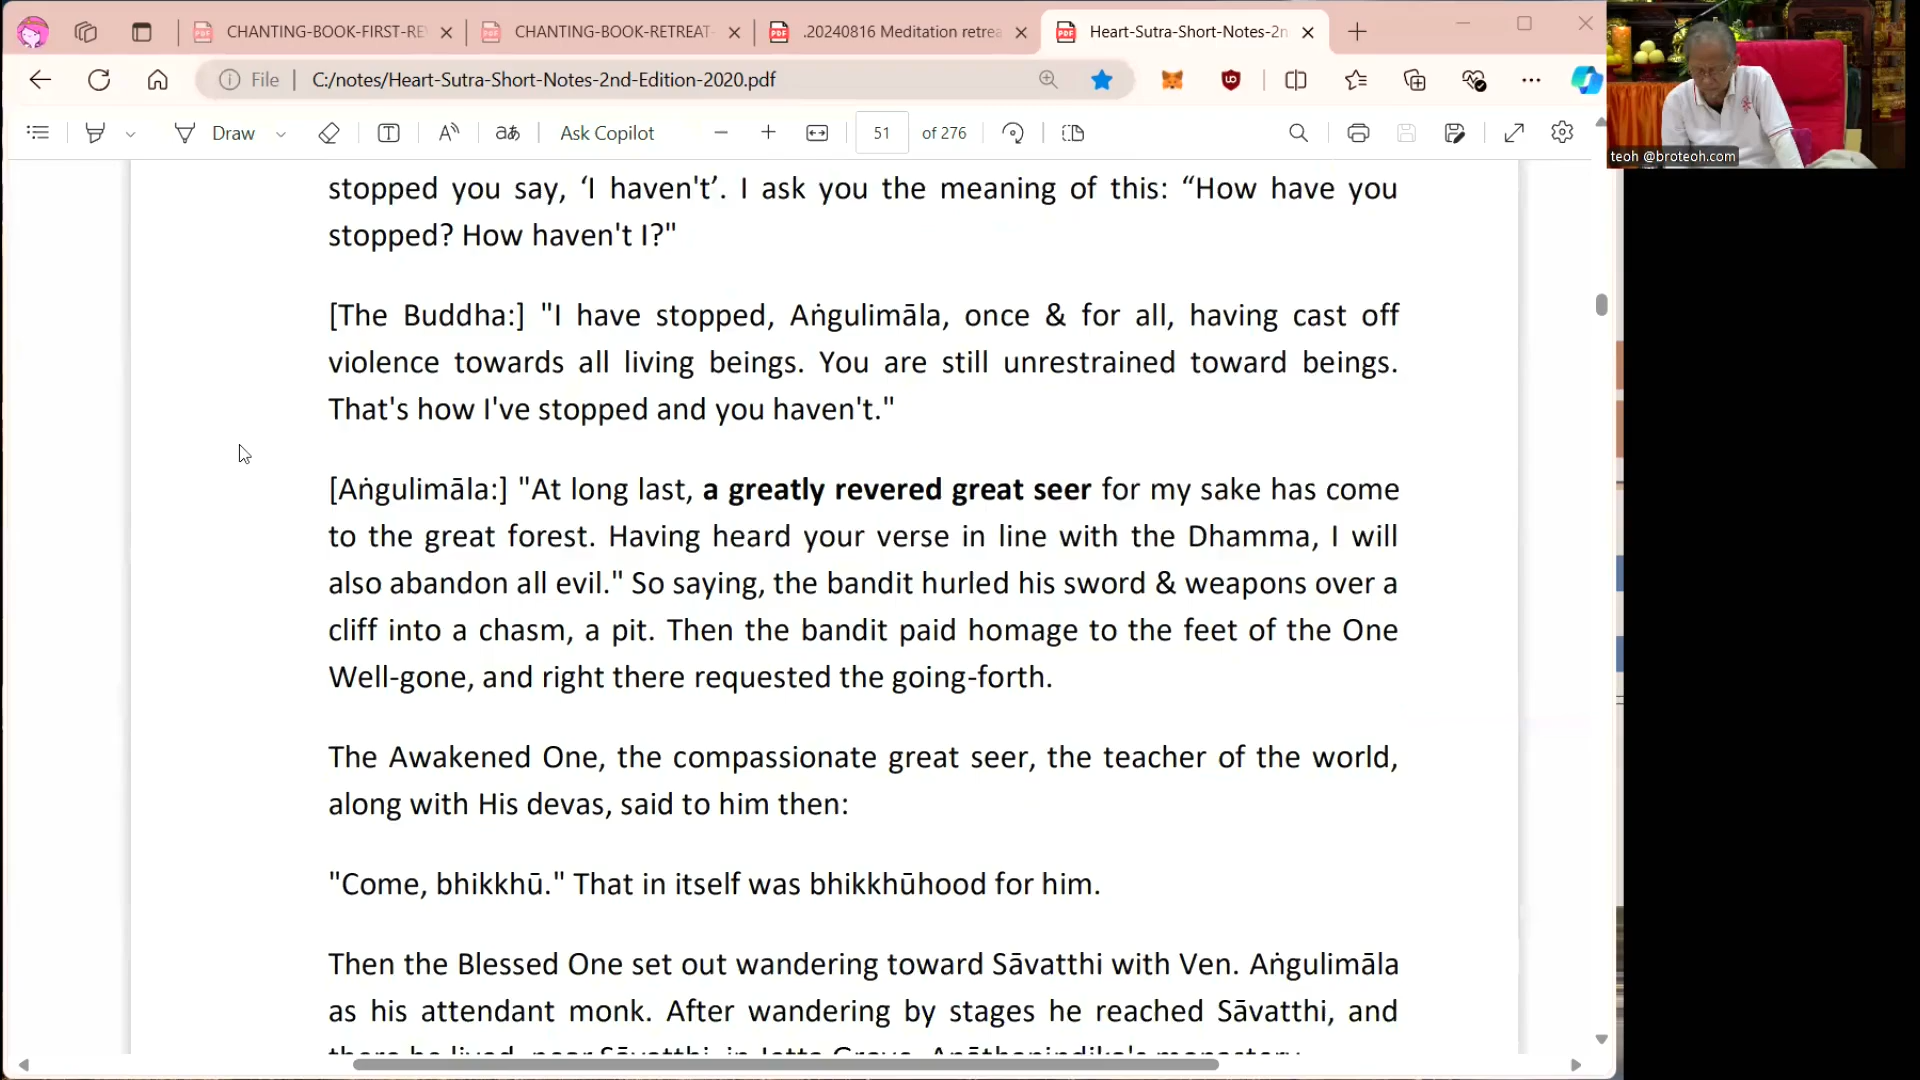 CHANTING-BOOK-FIRST-RE
CHANTING-BOOK-RETREAT-
.20240816 Meditation retrea
Heart-Sutra-Short-Notes-2n
File
C:/notes/Heart-Sutra-Short-Notes-2nd-Edition-2020.pdf
Draw
Ask Copilot
51 of 276
teoh @broteoh.com
stopped you say, ‘I haven't’. I ask you the meaning of this: “How have you
stopped? How haven't I?"
[The Buddha:] "I have stopped, Aṅgulimāla, once & for all, having cast off
violence towards all living beings. You are still unrestrained toward beings.
That's how I've stopped and you haven't."
[Aṅgulimāla:] "At long last, a greatly revered great seer for my sake has come
to the great forest. Having heard your verse in line with the Dhamma, I will
also abandon all evil." So saying, the bandit hurled his sword & weapons over a
cliff into a chasm, a pit. Then the bandit paid homage to the feet of the One
Well-gone, and right there requested the going-forth.
The Awakened One, the compassionate great seer, the teacher of the world,
along with His devas, said to him then:
"Come, bhikkhū." That in itself was bhikkhūhood for him.
Then the Blessed One set out wandering toward Sāvatthi with Ven. Aṅgulimāla
as his attendant monk. After wandering by stages he reached Sāvatthi, and
there he lived, near Sāvatthi, in Jetta Grove, Anāthapiṇḍika's monastery.